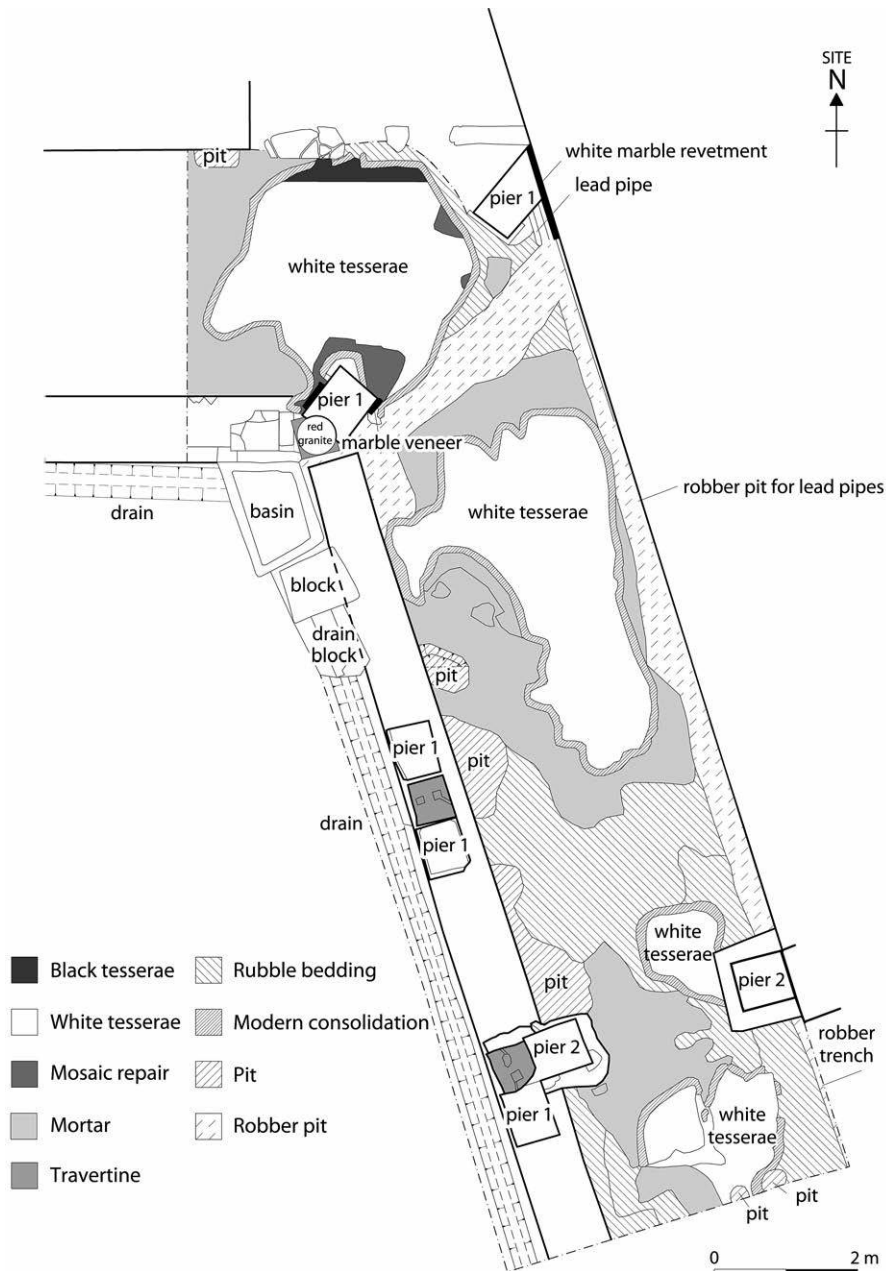 SITE
N
pit
white marble revetment
lead pipe
pier 1
white tesserae
pier 1
red
granite
marble veneer
drain
basin
white tesserae
robber pit for lead pipes
block
drain
block
pit
pier 1
pit
drain
pier 1
white
tesserae
pit
pier 2
pier 2
robber
trench
pier 1
white
tesserae
pit
pit
Black tesserae
White tesserae
Mosaic repair
Mortar
Travertine
Rubble bedding
Modern consolidation
Pit
Robber pit
0 2 m